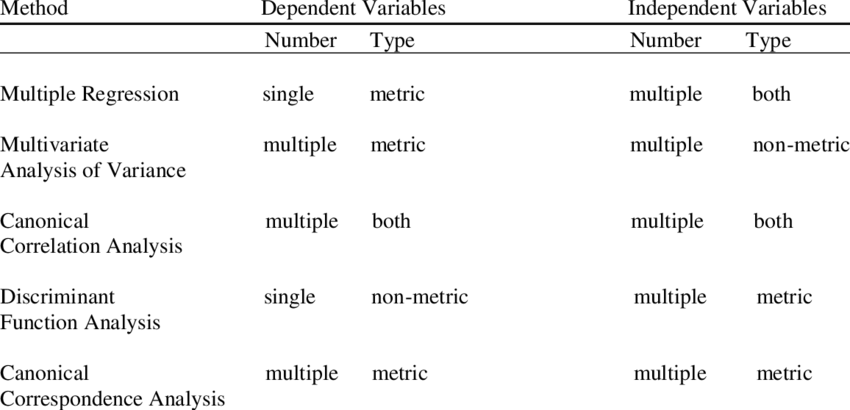 Method Dependent Variables Independent Variables
Number Type Number Type
Multiple Regression single metric multiple both
Multivariate multiple metric multiple non-metric
Analysis of Variance
Canonical multiple both multiple both
Correlation Analysis
Discriminant single non-metric multiple metric
Function Analysis
Canonical multiple metric multiple metric
Correspondence Analysis